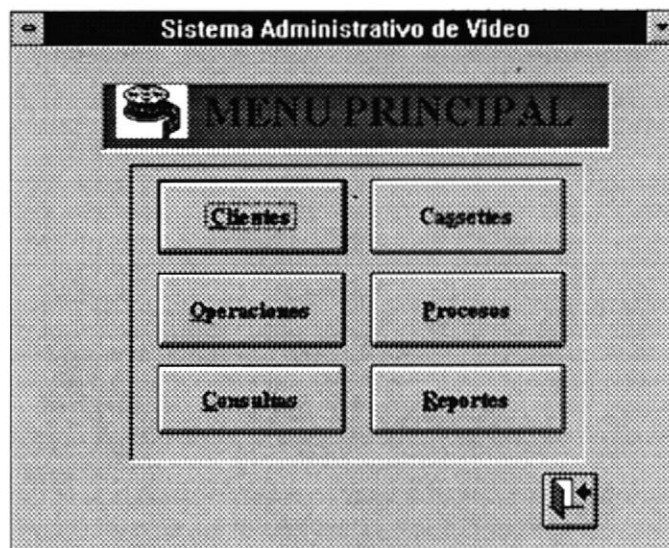 Sistema Administrativo de Video
MENU PRINCIPAL
Clientes
Cassettes
Operaciones
Procesos
Consultas
Reportes